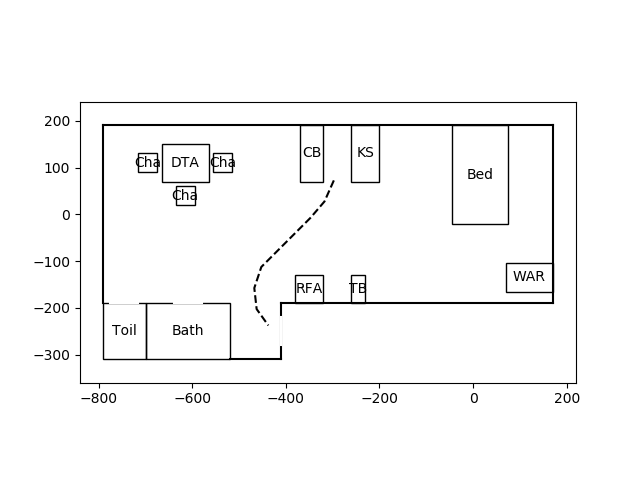 200
100
0
−100
−200
−300
−800
−600
−400
−200
0
200
Cha
DTA
Cha
Cha
CB
KS
Bed
WAR
RFA
TB
Toil
Bath